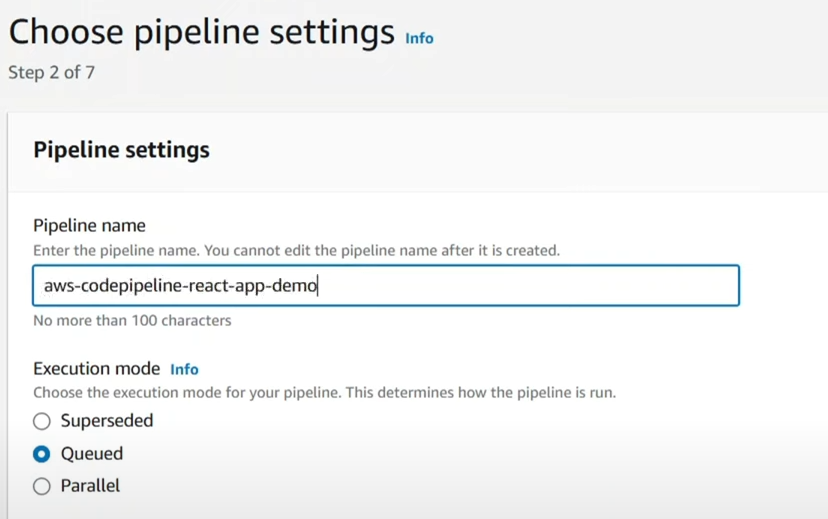 Choose pipeline settings Info
Step 2 of 7
Pipeline settings
Pipeline name
Enter the pipeline name. You cannot edit the pipeline name after it is created.
aws-codepipeline-react-app-demo
No more than 100 characters
Execution mode Info
Choose the execution mode for your pipeline. This determines how the pipeline is run.
Superseded
Queued
Parallel